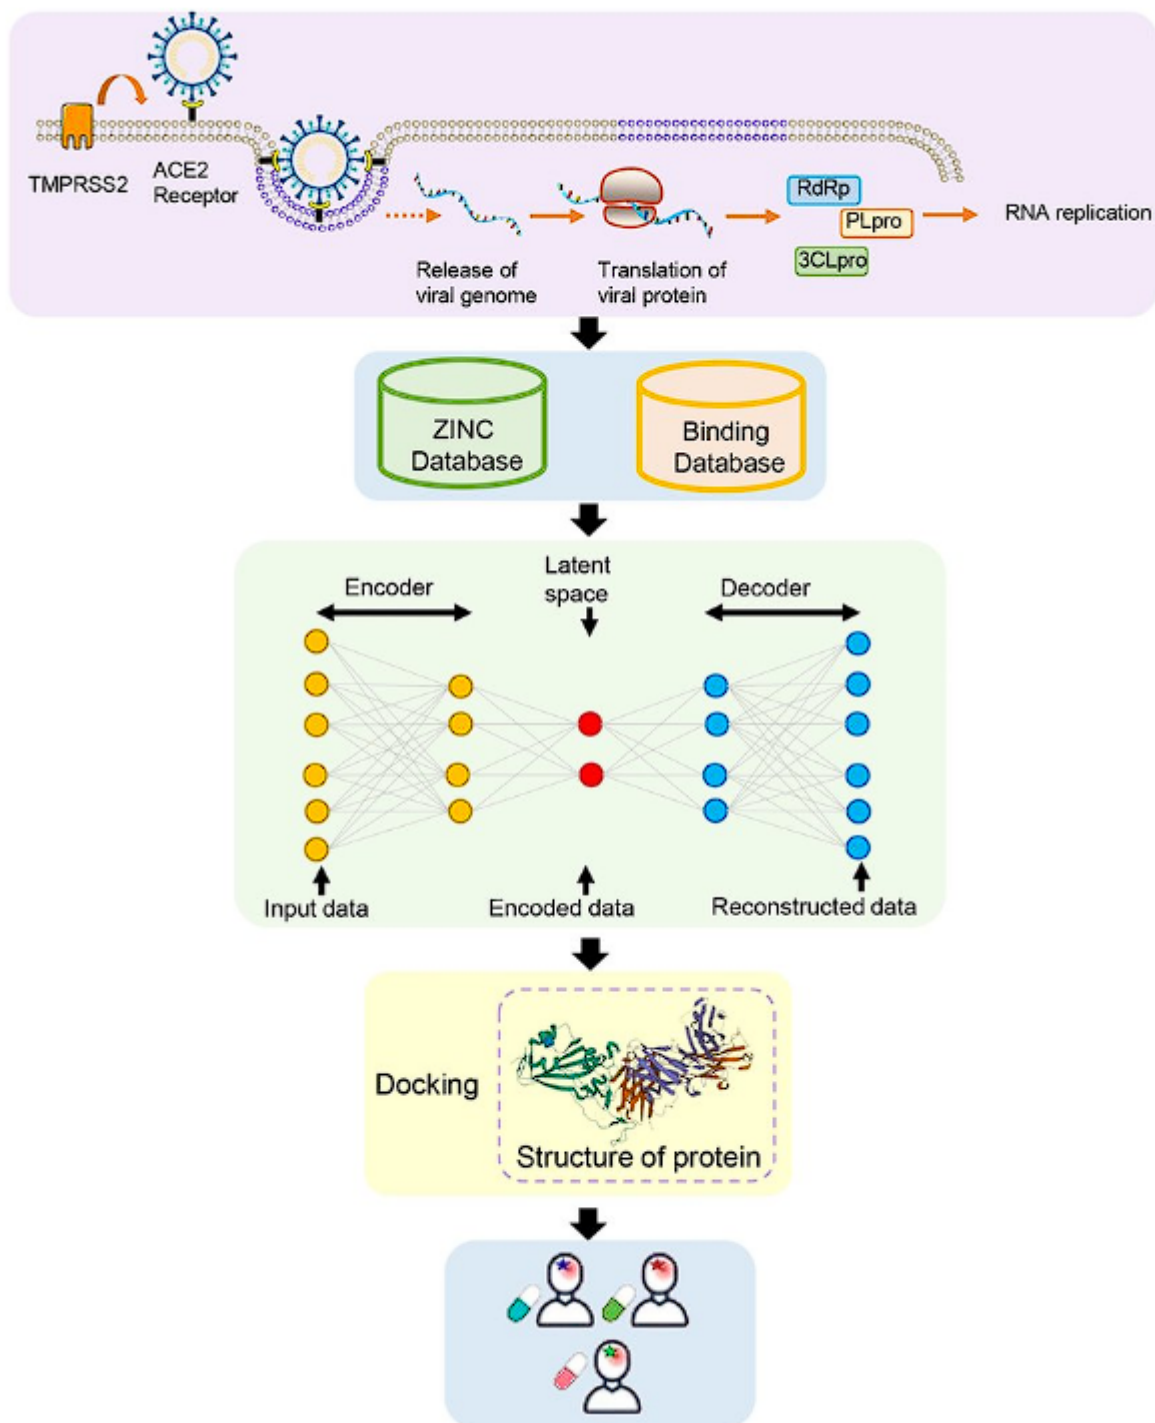 TMPRSS2
ACE2
Receptor
Release of
viral genome
Translation of
viral protein
RdRp
PLpro
3CLpro
RNA replication
ZINC
Database
Binding
Database
Encoder
Latent
space
Decoder
Input data
Encoded data
Reconstructed data
Docking
Structure of protein